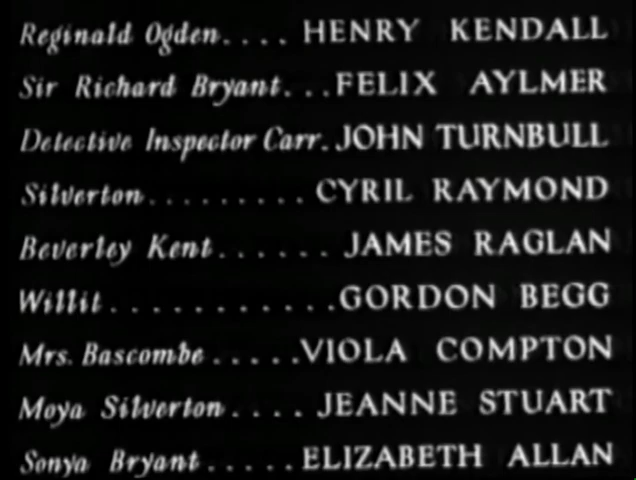 Reginald Ogden.... HENRY KENDALL
Sir Richard Bryant...FELIX AYLMER
Detective Inspector Carr.JOHN TURNBULL
Silverton......... CYRIL RAYMOND
Beverley Kent...... JAMES RAGLAN
Willit............GORDON BEGG
Mrs. Bascombe.....VIOLA COMPTON
Moya Silverton.... JEANNE STUART
Sonya Bryant.....ELIZABETH ALLAN